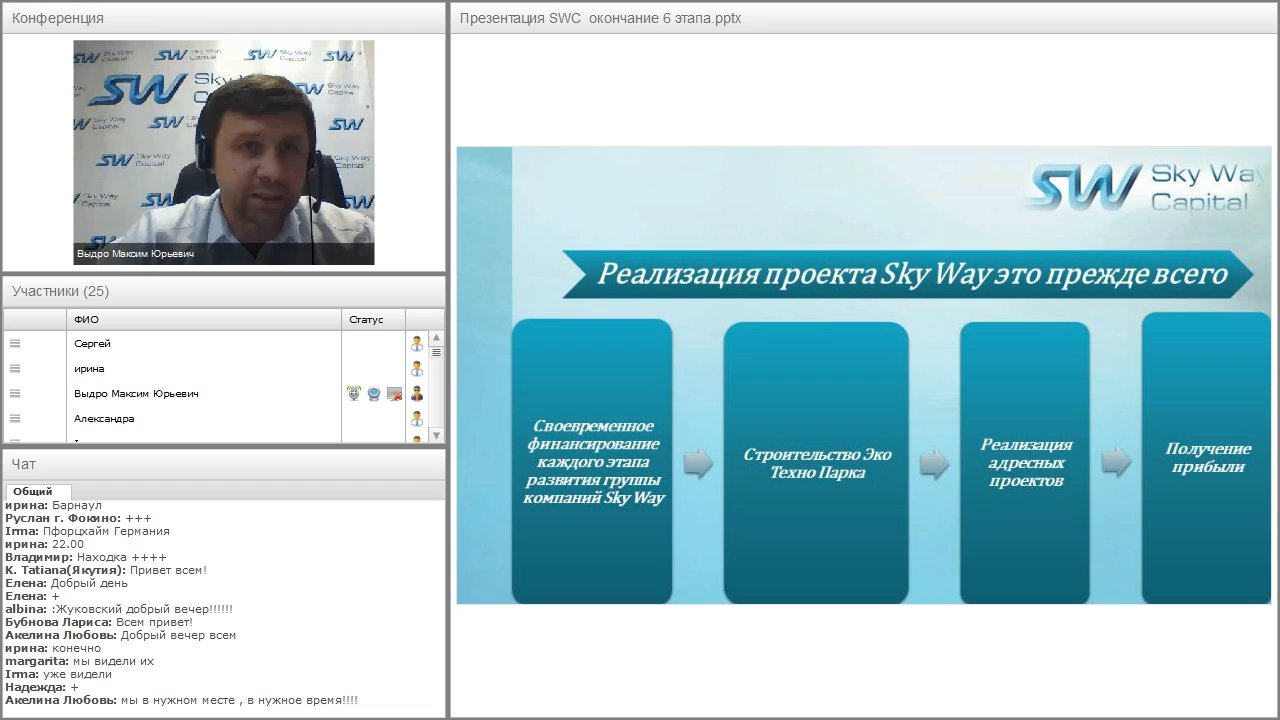 Конференция
Sky Way
Capital
Выдро Максим Юрьевич
Участники (25)
ФИО
Статус
Сергей
ирина
Выдро Максим Юрьевич
Александра
Чат
Общий
ирина: Барнаул
Руслан г. Фокино: +++
Irma: Пфорцхайм Германия
ирина: 22.00
Владимир: Находка ++++
K. Tatiana(Якутия): Привет всем!
Елена: Добрый день
Елена: +
albina: :Жуковский добрый вечер!!!!!!
Бубнова Лариса: Всем привет!
Акелина Любовь: Добрый вечер всем
ирина: конечно
margarita: мы видели их
Irma: уже видели
Надежда: +
Акелина Любовь: мы в нужном месте , в нужное время!!!!
Презентация SWC окончание 6 этапа.pptx
SW Sky Way
Capital
Реализация проекта Sky Way это прежде всего
Своевременное
финансирование
каждого этапа
развития группы
компаний Sky Way
Строительство Эко
Техно Парка
Реализация
адресных
проектов
Получение
прибыли